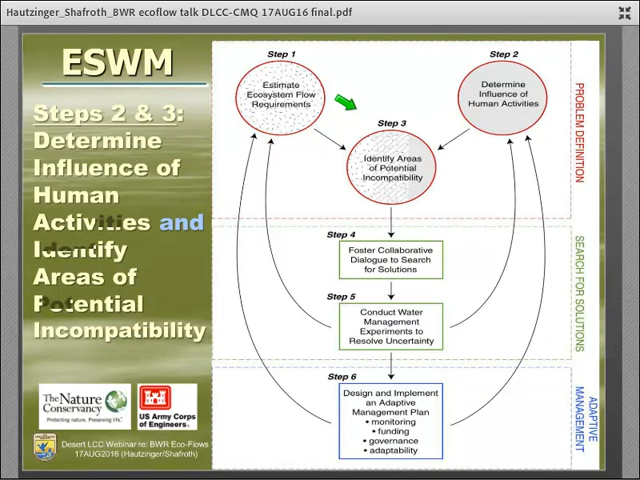 Hautzinger_Shafroth_BWR ecoflow talk DLCC-CMQ 17AUG16 final.pdf
ESWM
Steps 2 & 3:
Determine
Influence of
Human
Activities and
Identify
Areas of
Potential
Incompatibility
The Nature
Conservancy
Protecting nature. Preserving life.
US Army Corps
of Engineers
Desert LCC Webinar re: BWR Eco-Flows
17AUG2016 (Hautzinger/Shafroth)
Step 1
Estimate
Ecosystem Flow
Requirements
Step 2
Determine
Influence of
Human Activities
Step 3
Identify Areas
of Potential
Incompatibility
PROBLEM DEFINITION
Step 4
Foster Collaborative
Dialogue to Search
for Solutions
Step 5
Conduct Water
Management
Experiments to
Resolve Uncertainty
SEARCH FOR SOLUTIONS
Step 6
Design and Implement
an Adaptive
Management Plan
• monitoring
• funding
• governance
• adaptability
ADAPTIVE
MANAGEMENT